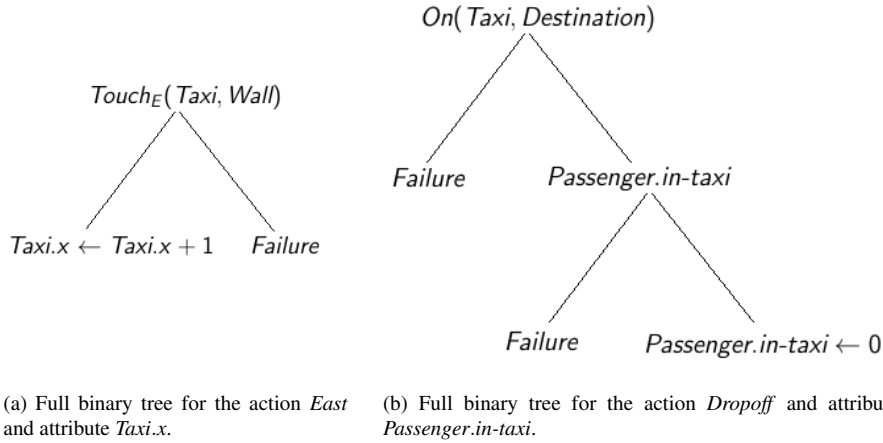 On(Taxi, Destination)
Touch_E(Taxi, Wall)
Failure
Passenger.in-taxi
Taxi.x ← Taxi.x + 1
Failure
Failure
Passenger.in-taxi ← 0
(a) Full binary tree for the action East
and attribute Taxi.x.
(b) Full binary tree for the action Dropoff and attribu
Passenger.in-taxi.